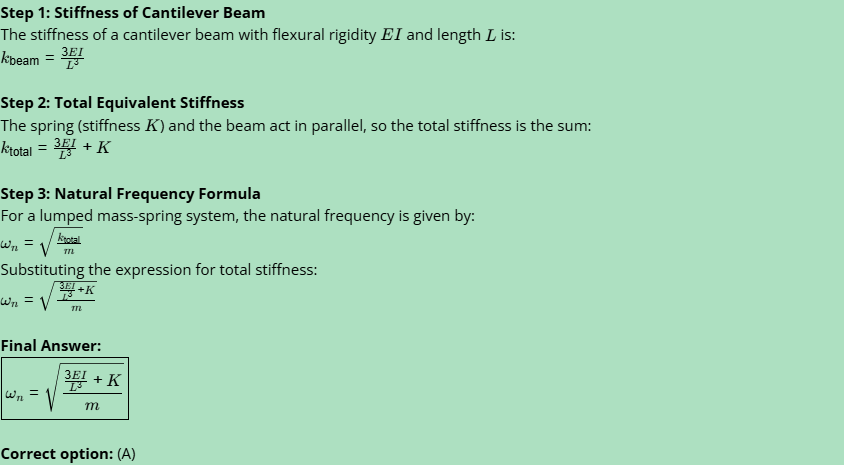 Step 1: Stiffness of Cantilever Beam
The stiffness of a cantilever beam with flexural rigidity $EI$ and length $L$ is:
$k_{\text{beam}} = \frac{3EI}{L^3}$
Step 2: Total Equivalent Stiffness
The spring (stiffness $K$) and the beam act in parallel, so the total stiffness is the sum:
$k_{\text{total}} = \frac{3EI}{L^3} + K$
Step 3: Natural Frequency Formula
For a lumped mass-spring system, the natural frequency is given by:
$\omega_n = \sqrt{\frac{k_{\text{total}}}{m}}$
Substituting the expression for total stiffness:
$\omega_n = \sqrt{\frac{\frac{3EI}{L^3}+K}{m}}$
Final Answer:
$\omega_n = \sqrt{\frac{\frac{3EI}{L^3} + K}{m}}$
Correct option: (A)